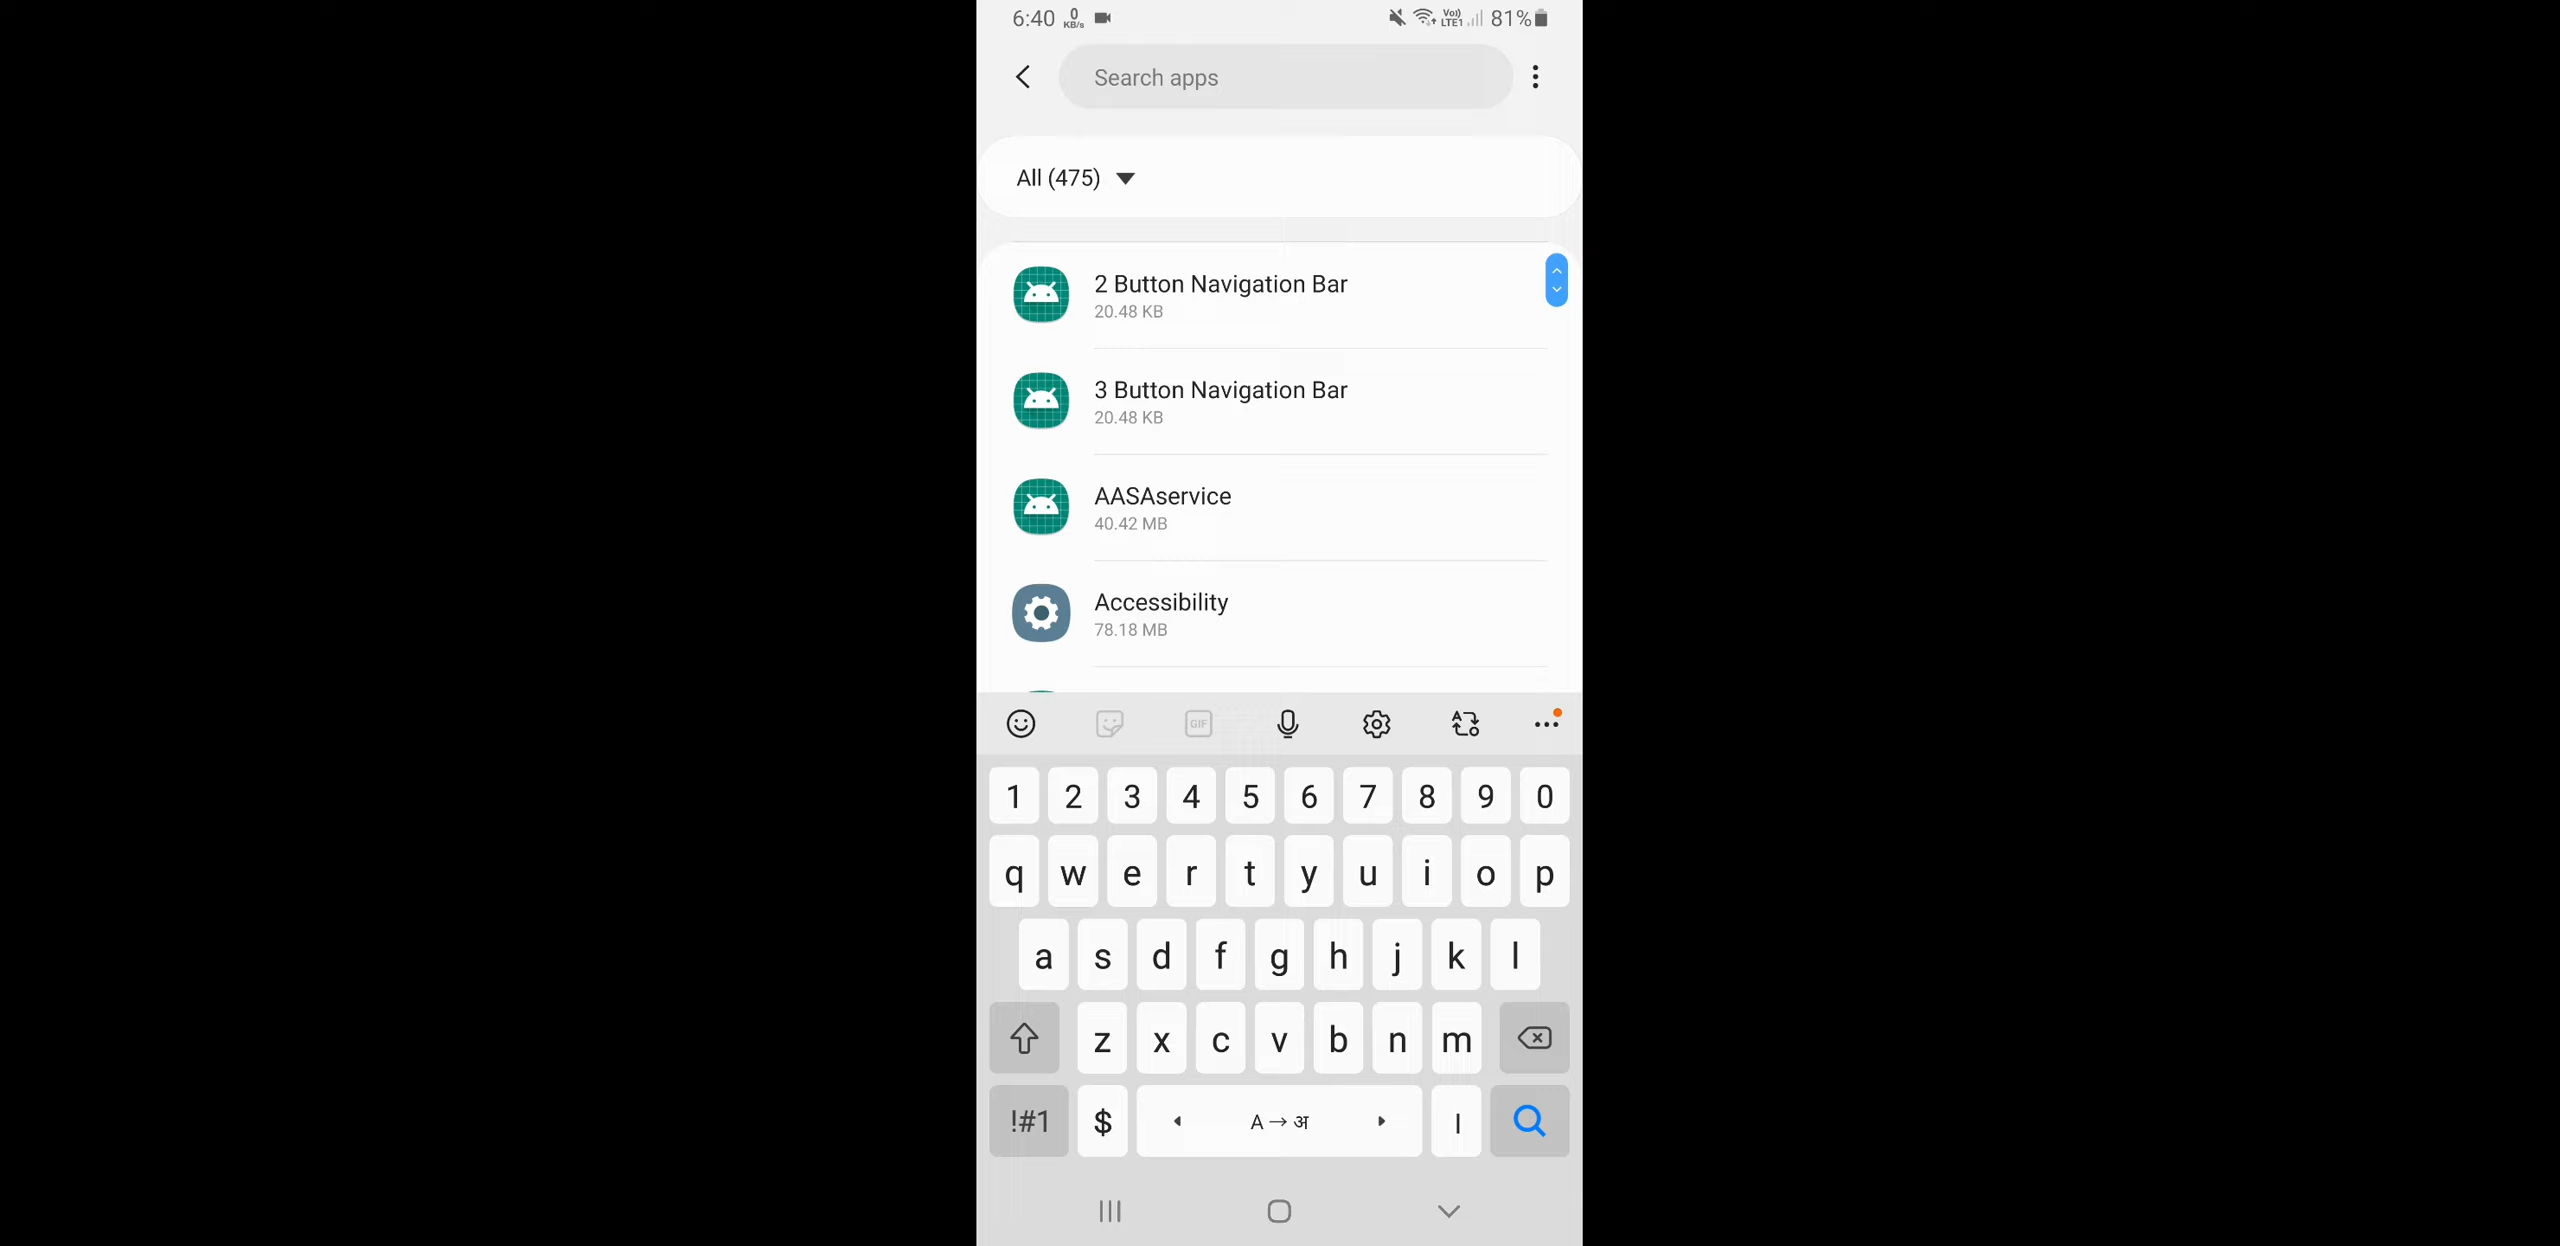 6:40 0 KB/s Vo) LTE1 81%
Search apps
All (475)
2 Button Navigation Bar
20.48 KB
3 Button Navigation Bar
20.48 KB
AASAservice
40.42 MB
Accessibility
78.18 MB
GIF
1 2 3 4 5 6 7 8 9 0
q w e r t y u i o p
a s d f g h j k l
z x c v b n m
!#1 $ A → अ ।